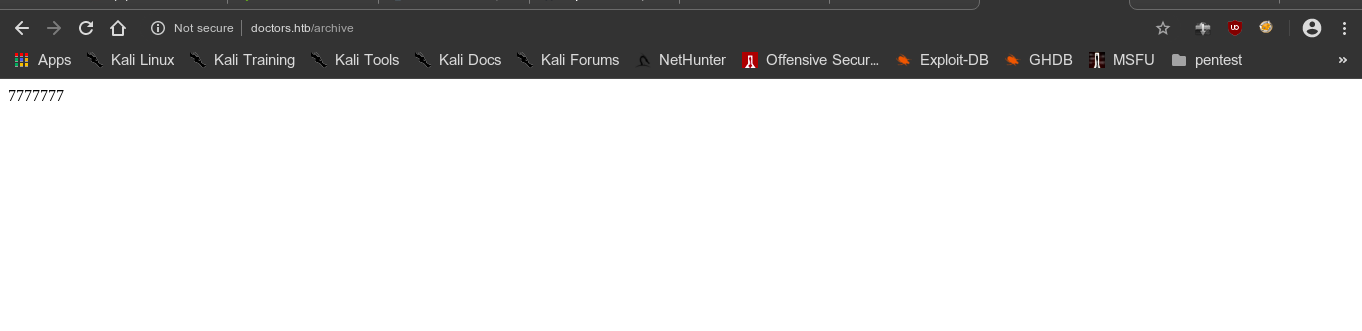 Not secure doctors.htb/archive
Apps Kali Linux Kali Training Kali Tools Kali Docs Kali Forums NetHunter Offensive Secur... Exploit-DB GHDB MSFU pentest »
7777777